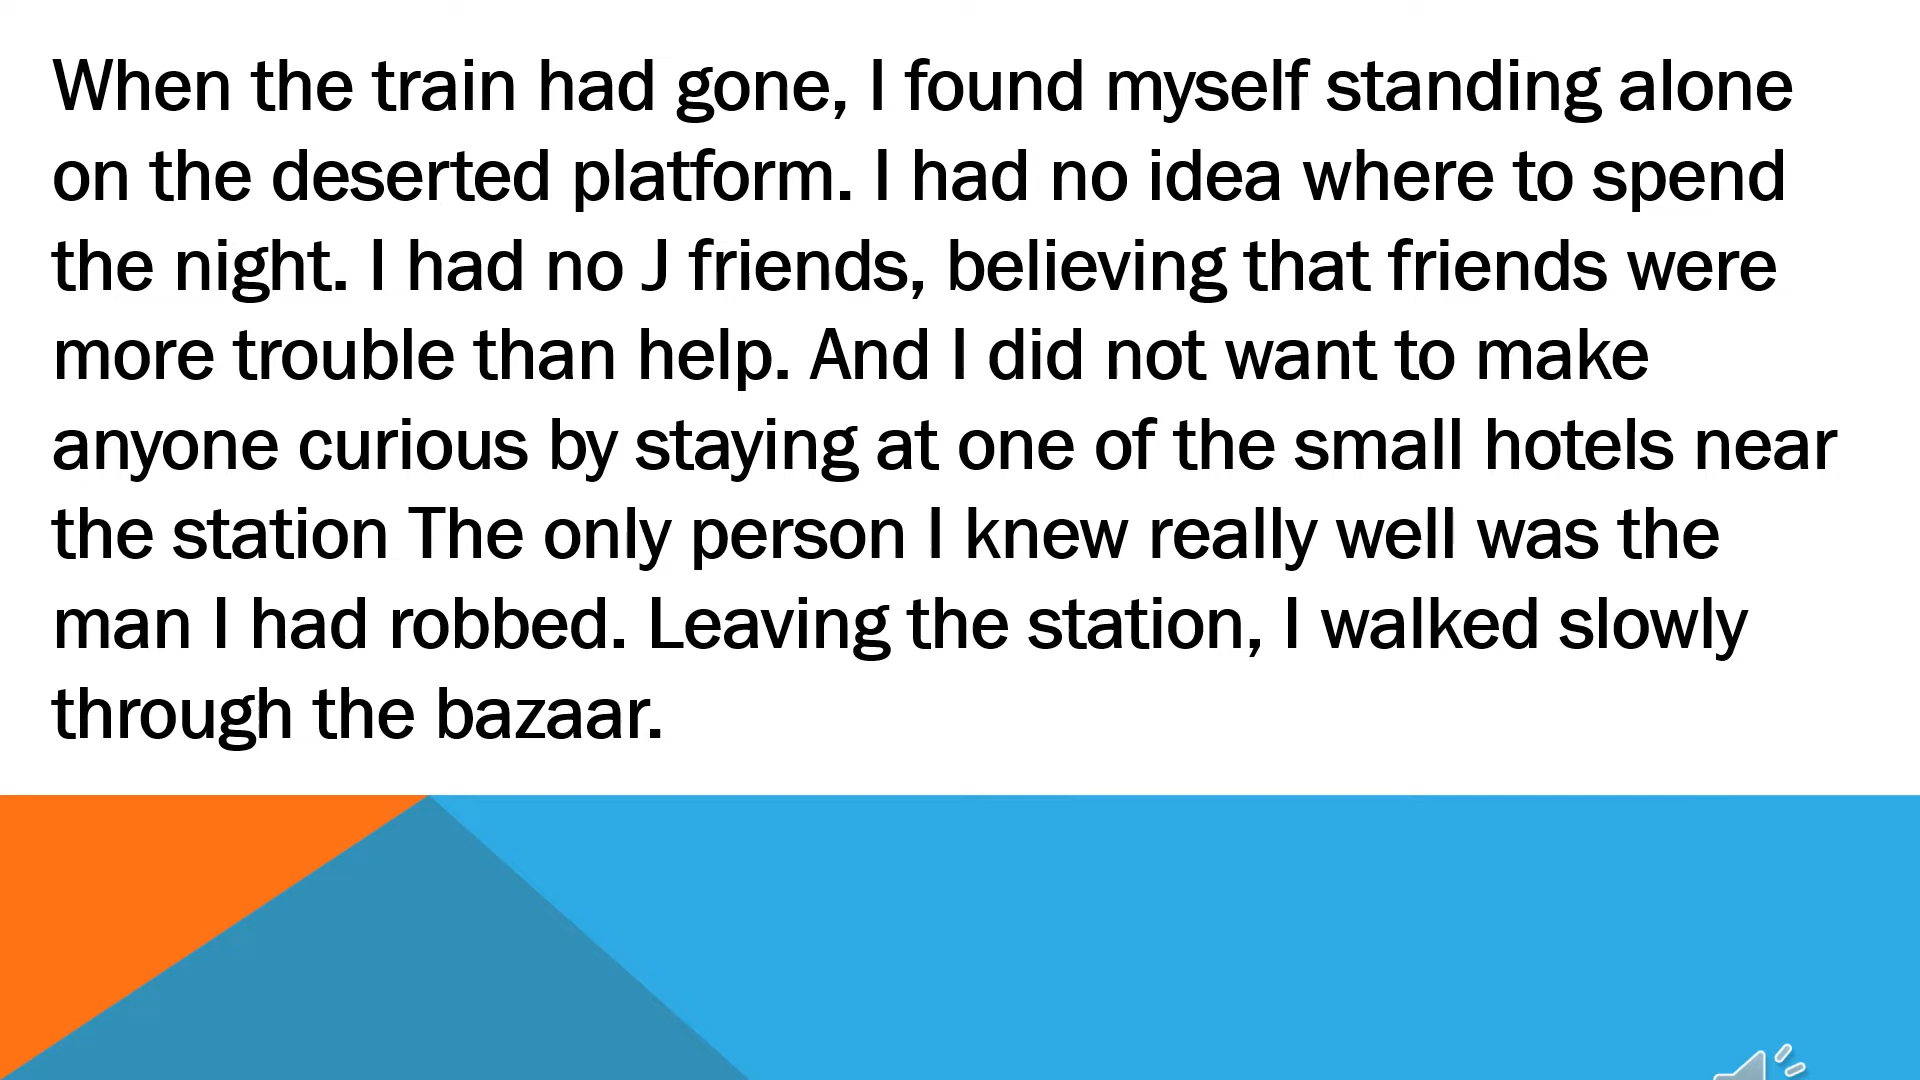 When the train had gone, I found myself standing alone
on the deserted platform. I had no idea where to spend
the night. I had no J friends, believing that friends were
more trouble than help. And I did not want to make
anyone curious by staying at one of the small hotels near
the station The only person I knew really well was the
man I had robbed. Leaving the station, I walked slowly
through the bazaar.